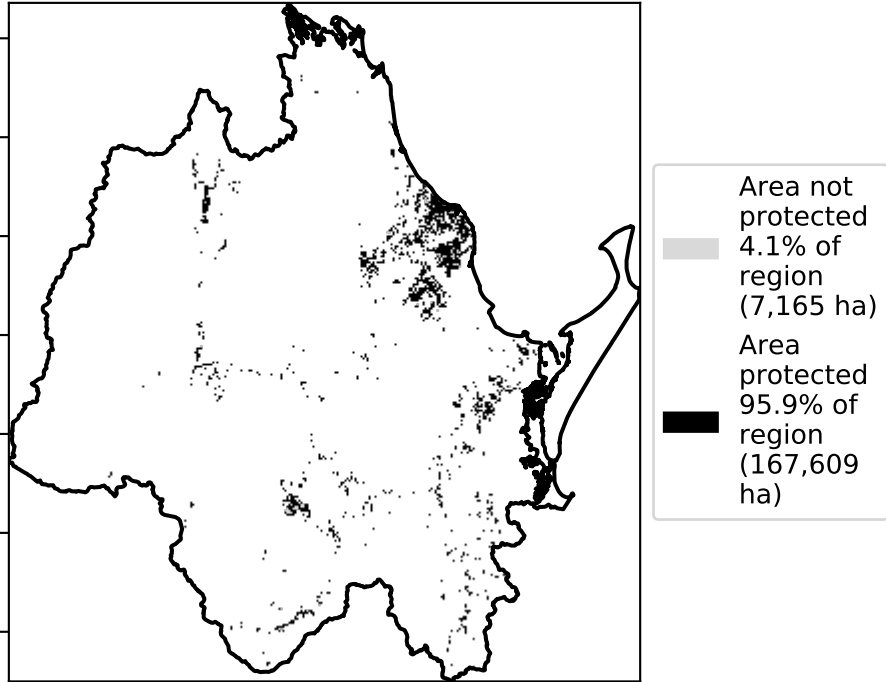 Area not
protected
4.1% of
region
(7,165 ha)
Area
protected
95.9% of
region
(167,609
ha)